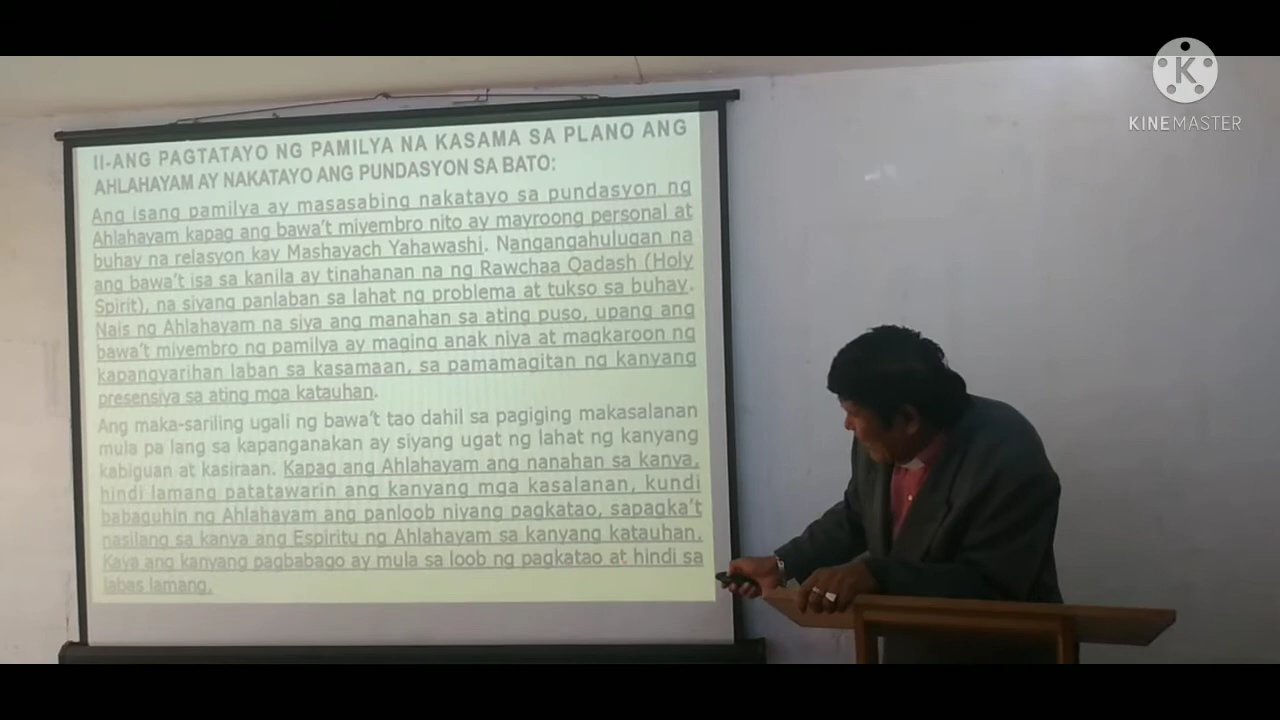 II-ANG PAGTATAYO NG PAMILYA NA KASAMA SA PLANO ANG
AHLAHAYAM AY NAKATAYO ANG PUNDASYON SA BATO:
Ang isang pamilya ay masasabing nakatayo sa pundasyon ng
Ahlahayam kapag ang bawa't miyembro nito ay mayroong personal at
buhay na relasyon kay Mashayach Yahawashi. Nangangahulugan na
ang bawa't isa sa kanila ay tinahanan na ng Rawchaa Qadash (Holy
Spirit), na siyang panlaban sa lahat ng problema at tukso sa buhay.
Nais ng Ahlahayam na siya ang manahan sa ating puso, upang ang
bawa't miyembro ng pamilya ay maging anak niya at magkaroon ng
kapangyarihan laban sa kasamaan, sa pamamagitan ng kanyang
presensiya sa ating mga katauhan.
Ang maka-sariling ugali ng bawa't tao dahil sa pagiging makasalanan
mula pa lang sa kapanganakan ay siyang ugat ng lahat ng kanyang
kabiguan at kasiraan. Kapag ang Ahlahayam ang nanahan sa kanya,
hindi lamang patatawarin ang kanyang mga kasalanan, kundi
babaguhin ng Ahlahayam ang panloob niyang pagkatao, sapagka't
nasilang sa kanya ang Espiritu ng Ahlahayam sa kanyang katauhan.
Kaya ang kanyang pagbabago ay mula sa loob ng pagkatao at hindi sa
labas lamang.
K
KINEMASTER